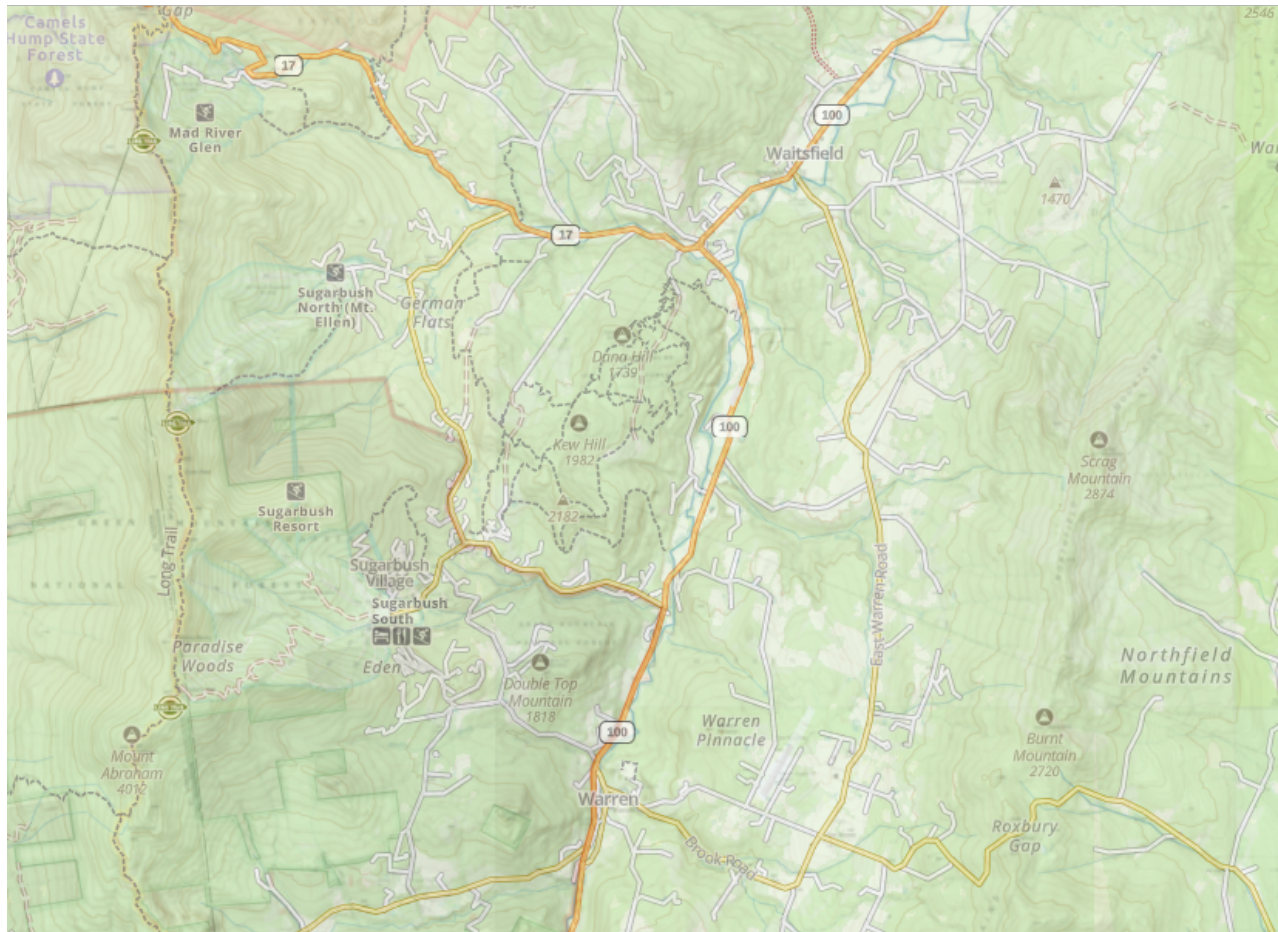 Gap
2546
Camels
Hump State
Forest
17
Mad River
Glen
100
Waitsfield
1470
17
Sugarbush
North (Mt.
Ellen)
German
Flats
Dana Hill
1739
100
Kew Hill
1982
Scrag
Mountain
2874
Sugarbush
Resort
2182
Long Trail
Sugarbush
Village
Sugarbush
South
East Warren Road
Paradise
Woods
Eden
Northfield
Mountains
Double Top
Mountain
1818
Warren
Pinnacle
100
Burnt
Mountain
2720
Mount
Abraham
4012
Warren
Roxbury
Gap
Brook Road